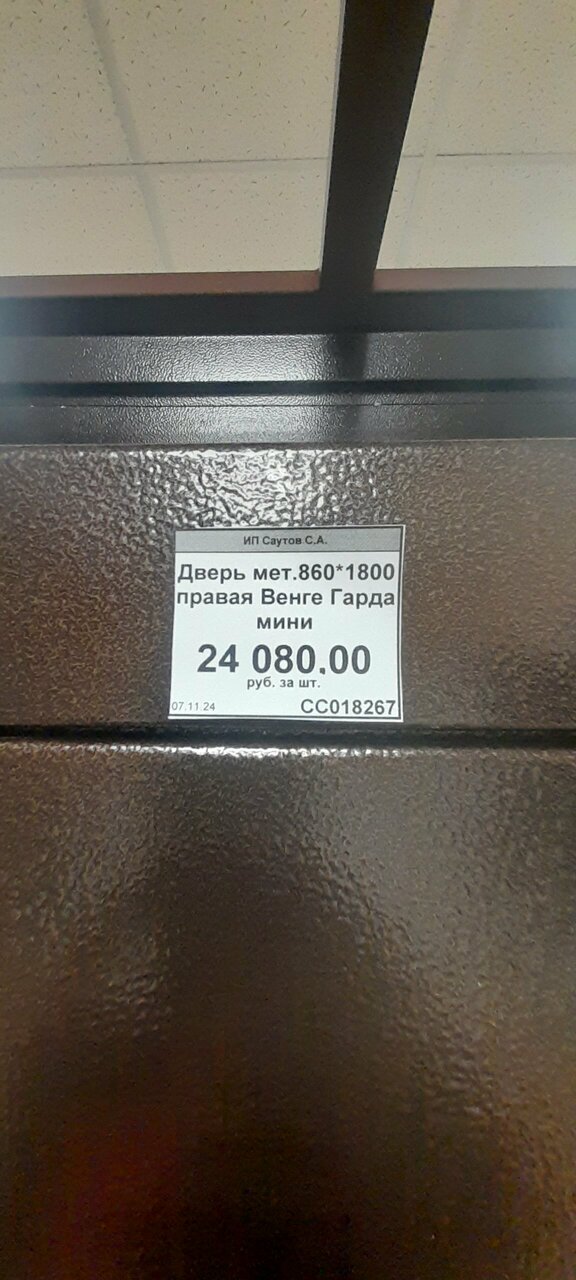 ИП Саутов С.А.
Дверь мет.860*1800
правая Венге Гарда
мини
24 080,00
руб. за шт.
07.11.24 СС018267